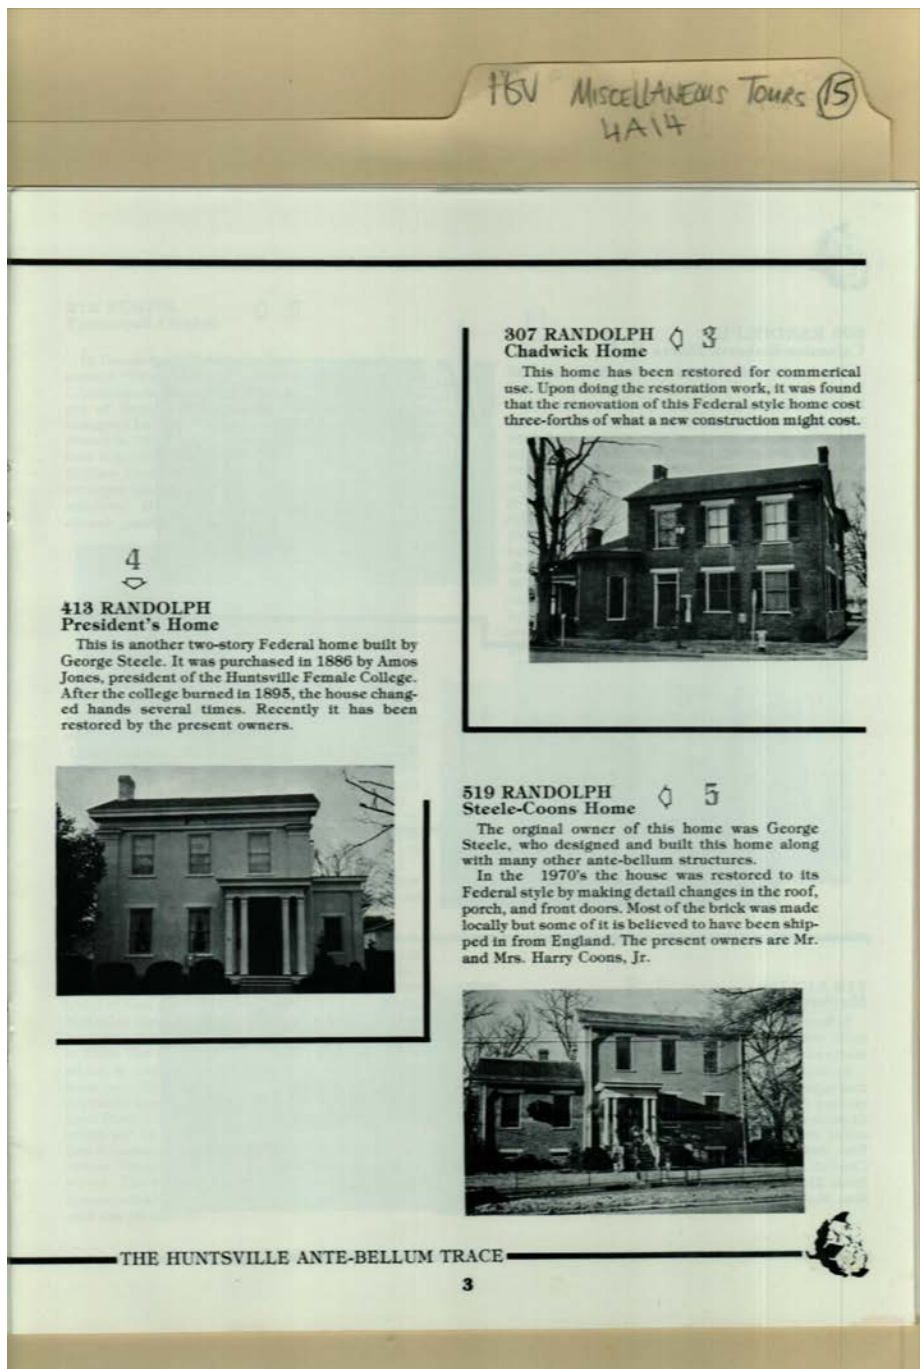 HSV MISCELLANEOUS TOURS 15
4A14
307 RANDOLPH 3
Chadwick Home
This home has been restored for commerical
use. Upon doing the restoration work, it was found
that the renovation of this Federal style home cost
three-forths of what a new construction might cost.
4
413 RANDOLPH
President's Home
This is another two-story Federal home built by
George Steele. It was purchased in 1886 by Amos
Jones, president of the Huntsville Female College.
After the college burned in 1895, the house chang-
ed hands several times. Recently it has been
restored by the present owners.
519 RANDOLPH 5
Steele-Coons Home
The orginal owner of this home was George
Steele, who designed and built this home along
with many other ante-bellum structures.
In the 1970's the house was restored to its
Federal style by making detail changes in the roof,
porch, and front doors. Most of the brick was made
locally but some of it is believed to have been ship-
ped in from England. The present owners are Mr.
and Mrs. Harry Coons, Jr.
THE HUNTSVILLE ANTE-BELLUM TRACE
3